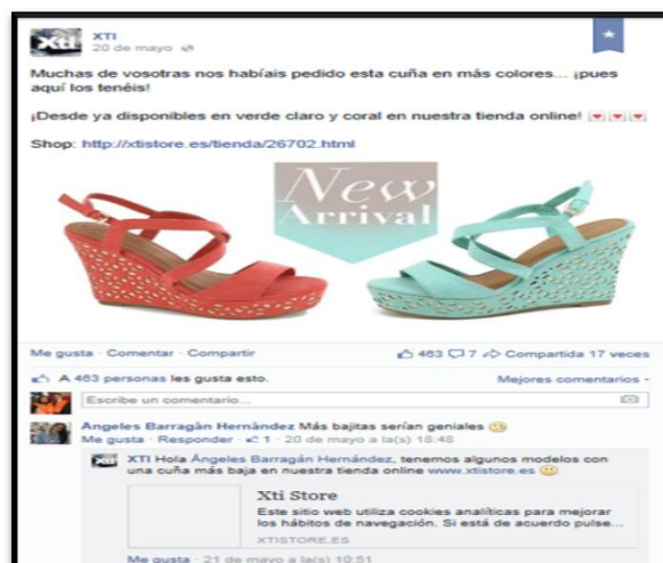 XTI
20 de mayo
Muchas de vosotras nos habíais pedido esta cuña en más colores... ¡pues
aquí los tenéis!
¡Desde ya disponibles en verde claro y coral en nuestra tienda online!
Shop: http://xtistore.es/tienda/26702.html
New
Arrival
Me gusta · Comentar · Compartir
463 7 Compartida 17 veces
A 463 personas les gusta esto.
Mejores comentarios
Escribe un comentario...
Angeles Barragán Hernàndez Más bajitas serían geniales
Me gusta · Responder · 1 · 20 de mayo a la(s) 18:48
XTI Hola Ángeles Barragán Hernández, tenemos algunos modelos con
una cuña más baja en nuestra tienda online www.xtistore.es
Xti Store
Este sitio web utiliza cookies analíticas para mejorar
los hábitos de navegación. Si está de acuerdo pulse...
XTISTORE.ES
Me gusta · 21 de mayo a la(s) 10:51